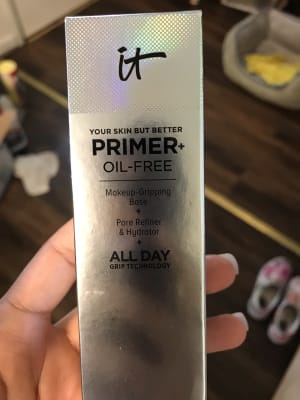 it
YOUR SKIN BUT BETTER
PRIMER+
OIL-FREE
Makeup-Gripping
Base
+
Pore Refiner
& Hydrator
+
ALL DAY
GRIP TECHNOLOGY